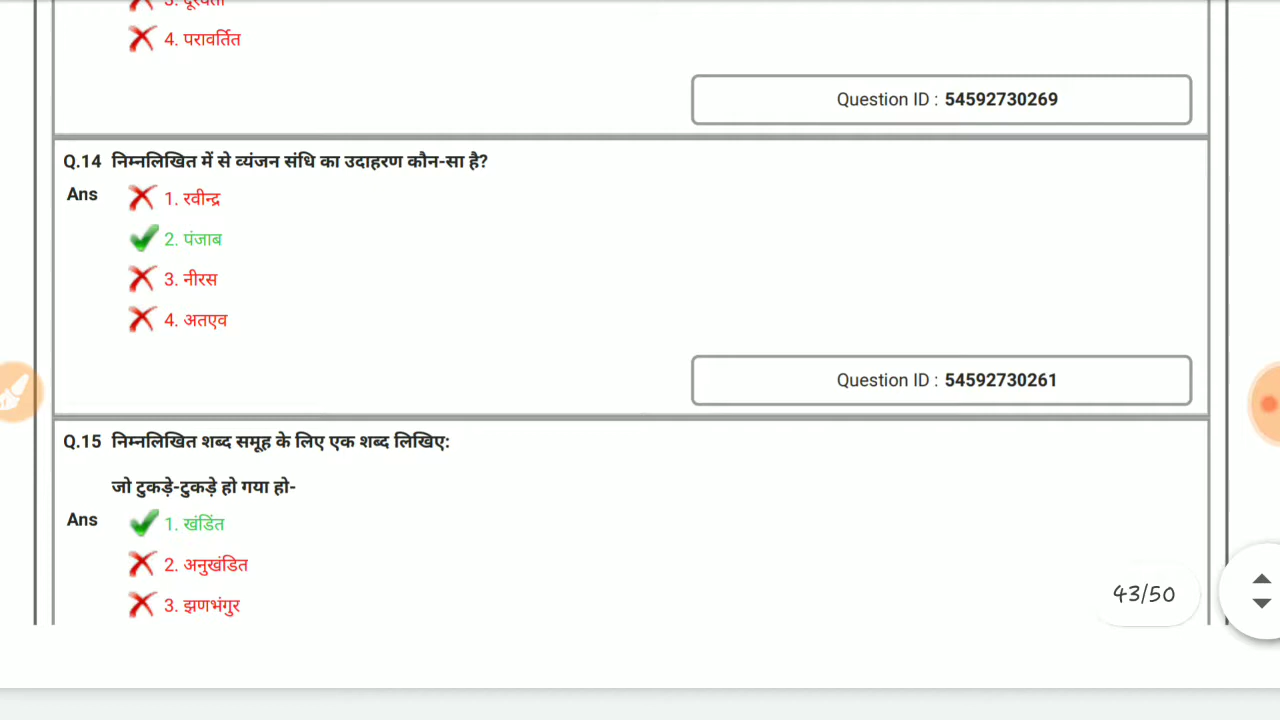 4. परावर्तित
Question ID : 54592730269
Q.14 निम्नलिखित में से व्यंजन संधि का उदाहरण कौन-सा है?
Ans 1. रवीन्द्र
2. पंजाब
3. नीरस
4. अतएव
Question ID : 54592730261
Q.15 निम्नलिखित शब्द समूह के लिए एक शब्द लिखिए:
जो टुकड़े-टुकड़े हो गया हो-
Ans 1. खंडिंत
2. अनुखंडित
3. झणभंगुर
43/50